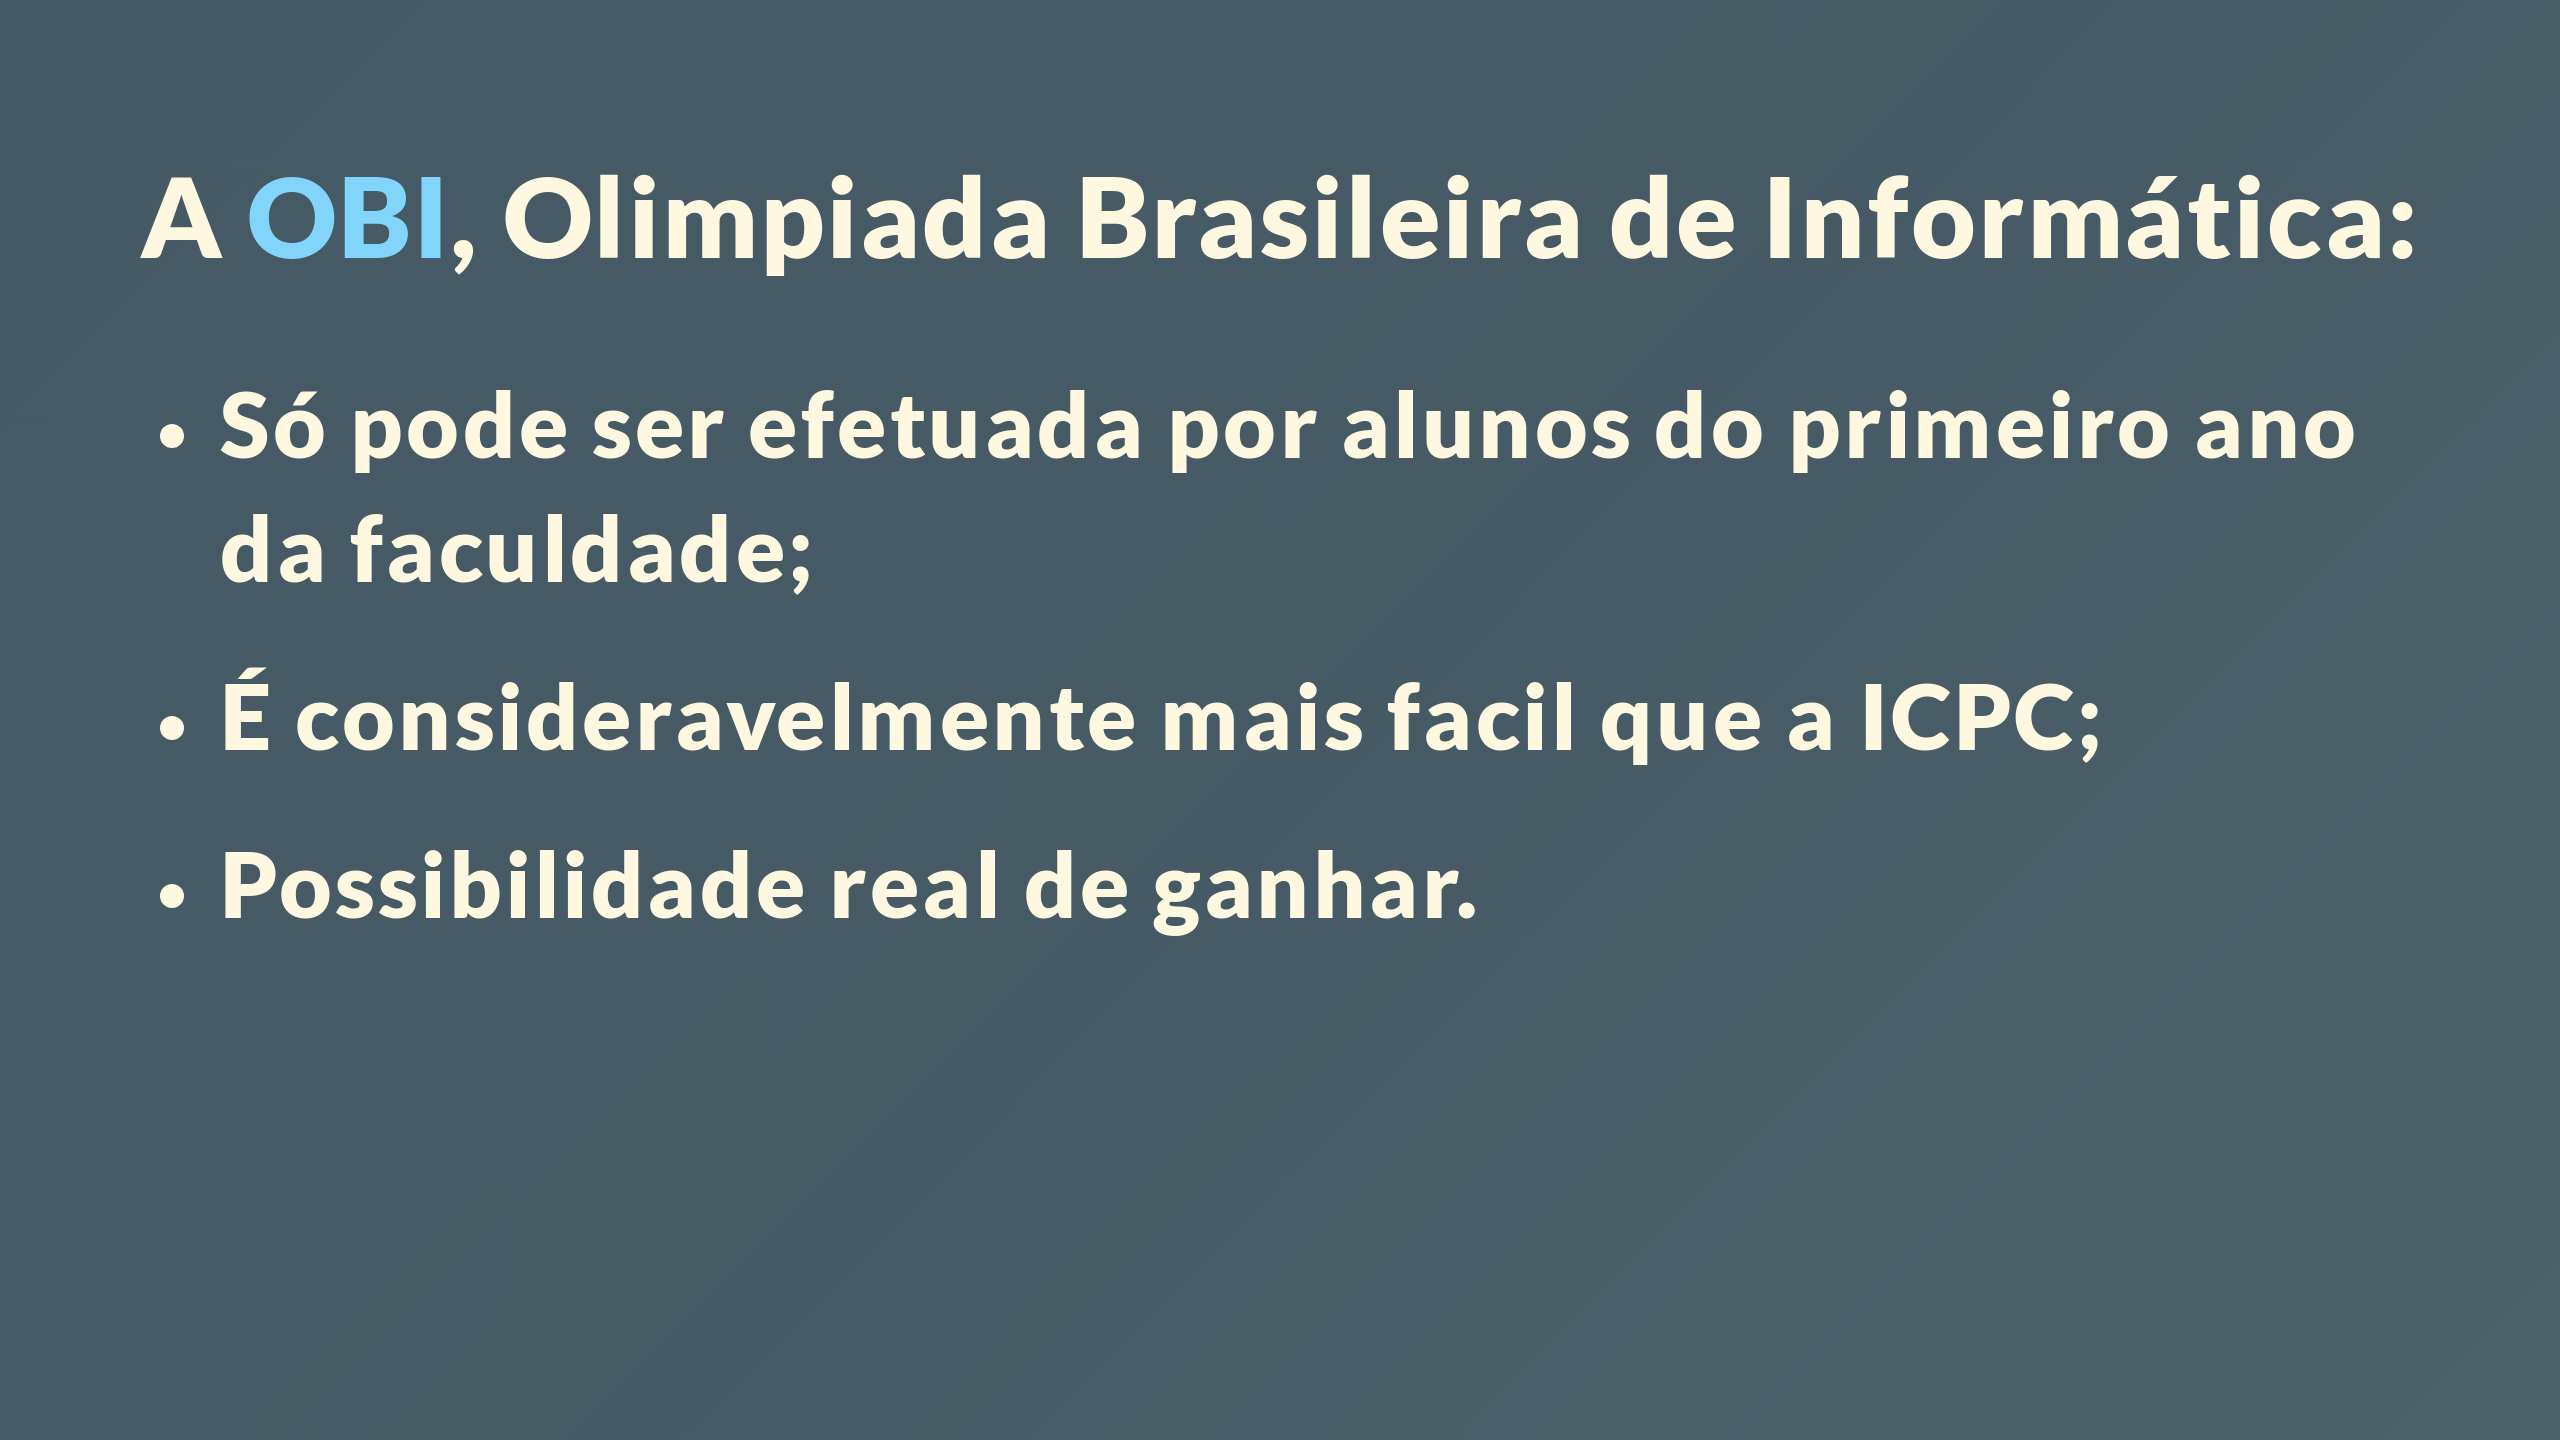 A OBI, Olimpiada Brasileira de Informática:
• Só pode ser efetuada por alunos do primeiro ano
da faculdade;
• É consideravelmente mais facil que a ICPC;
• Possibilidade real de ganhar.